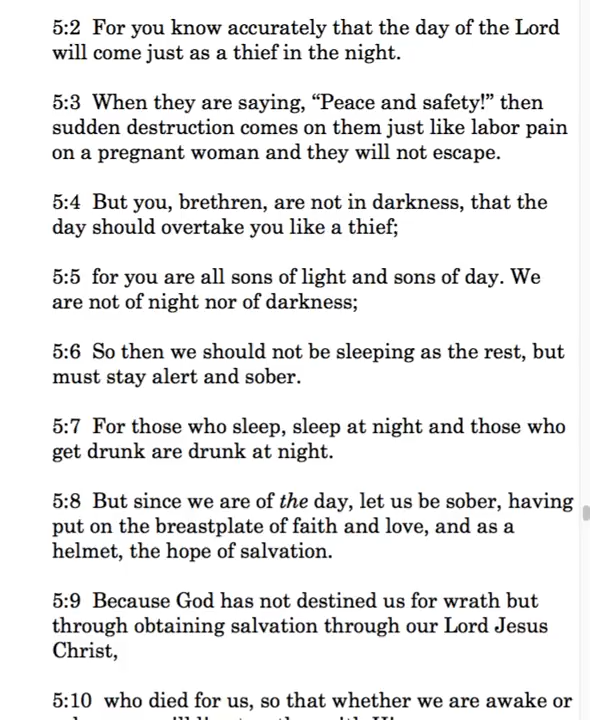 5:2 For you know accurately that the day of the Lord
will come just as a thief in the night.
5:3 When they are saying, “Peace and safety!” then
sudden destruction comes on them just like labor pain
on a pregnant woman and they will not escape.
5:4 But you, brethren, are not in darkness, that the
day should overtake you like a thief;
5:5 for you are all sons of light and sons of day. We
are not of night nor of darkness;
5:6 So then we should not be sleeping as the rest, but
must stay alert and sober.
5:7 For those who sleep, sleep at night and those who
get drunk are drunk at night.
5:8 But since we are of the day, let us be sober, having
put on the breastplate of faith and love, and as a
helmet, the hope of salvation.
5:9 Because God has not destined us for wrath but
through obtaining salvation through our Lord Jesus
Christ,
5:10 who died for us, so that whether we are awake or